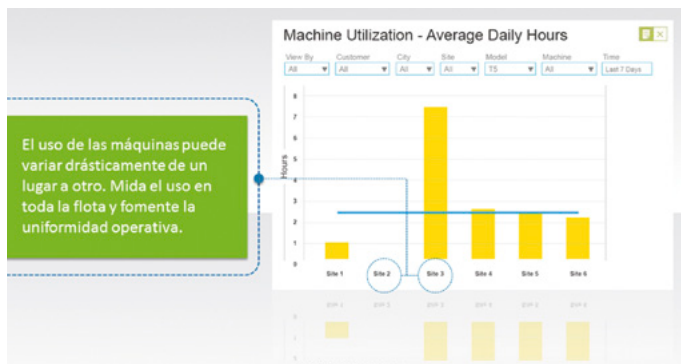 Machine Utilization - Average Daily Hours
View By Customer City Site Model Machine Time
All All All All T5 All Last 7 Days
El uso de las máquinas puede
variar drásticamente de un
lugar a otro. Mida el uso en
toda la flota y fomente la
uniformidad operativa.
Hours
8
7
6
5
4
3
2
1
0
Site 1 Site 2 Site 3 Site 4 Site 5 Site 6